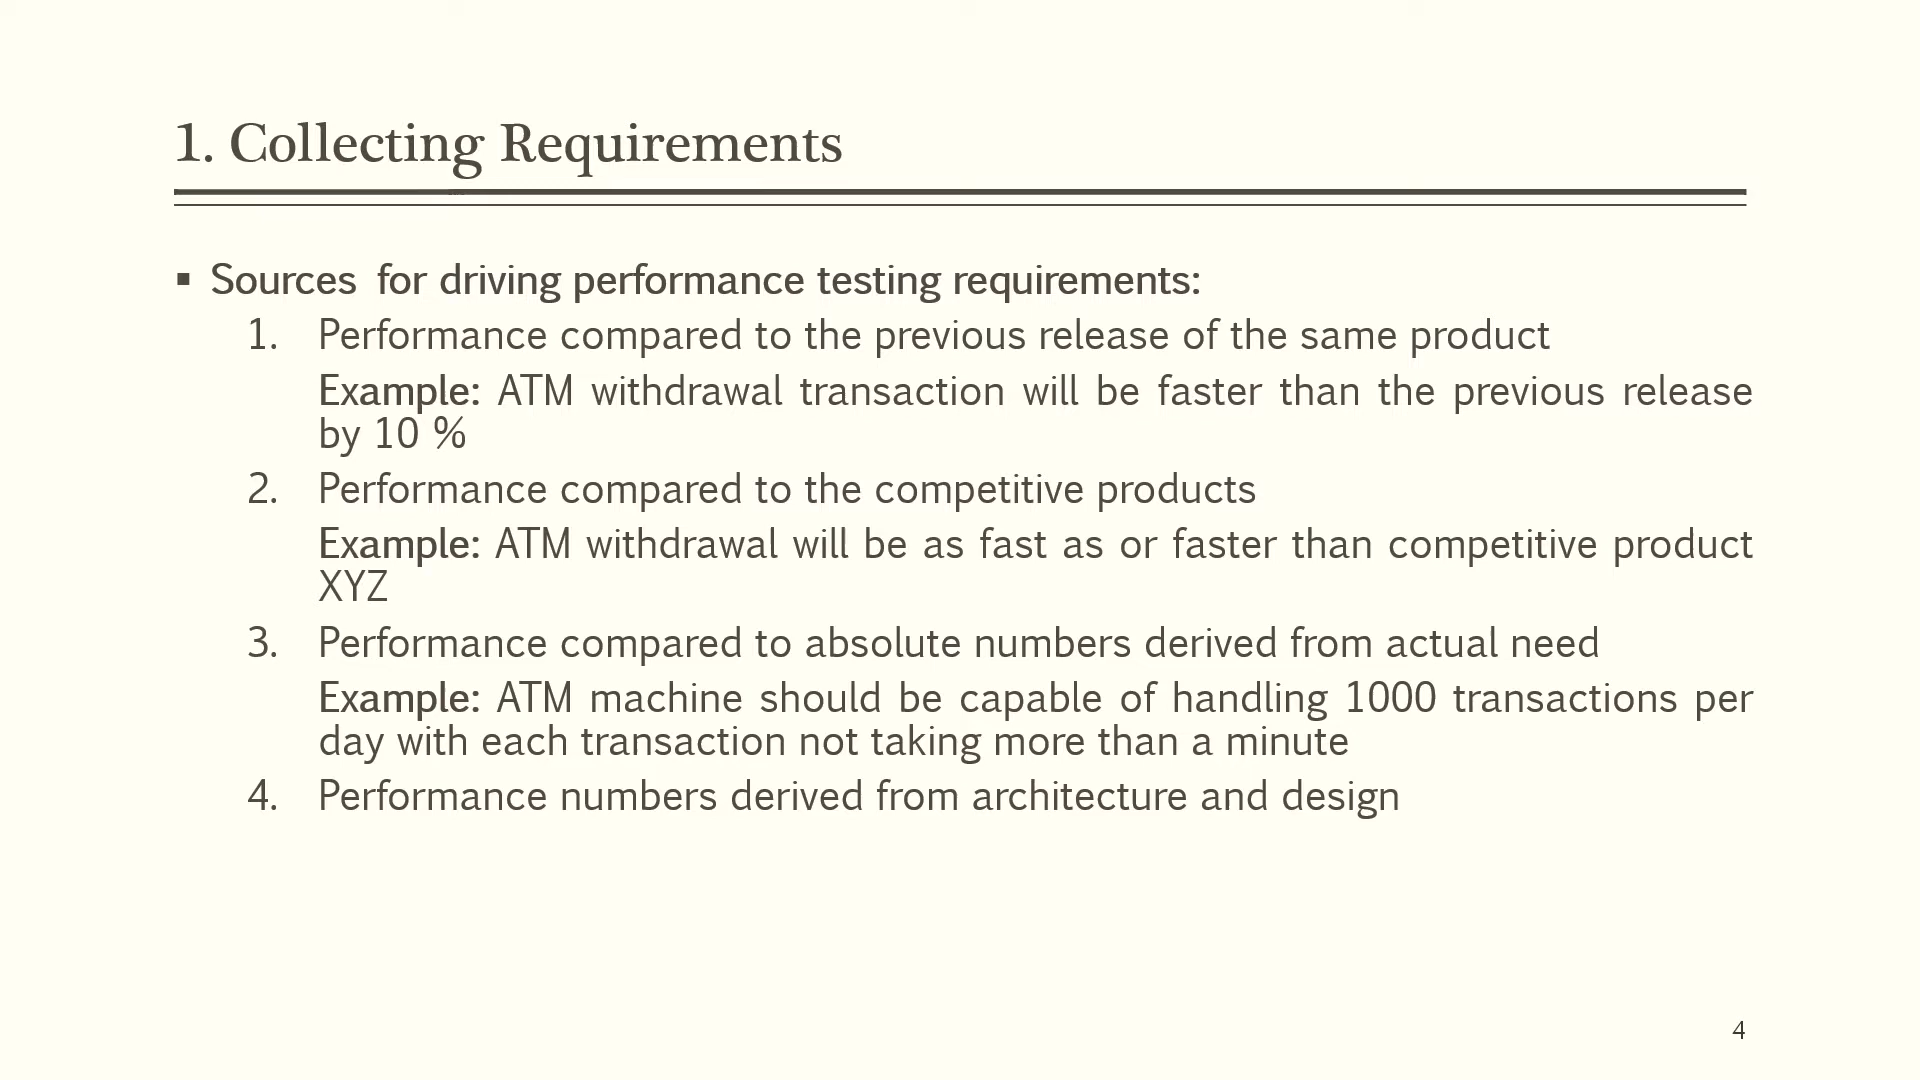 1. Collecting Requirements
▪ Sources for driving performance testing requirements:
1. Performance compared to the previous release of the same product
Example: ATM withdrawal transaction will be faster than the previous release
by 10 %
2. Performance compared to the competitive products
Example: ATM withdrawal will be as fast as or faster than competitive product
XYZ
3. Performance compared to absolute numbers derived from actual need
Example: ATM machine should be capable of handling 1000 transactions per
day with each transaction not taking more than a minute
4. Performance numbers derived from architecture and design
4